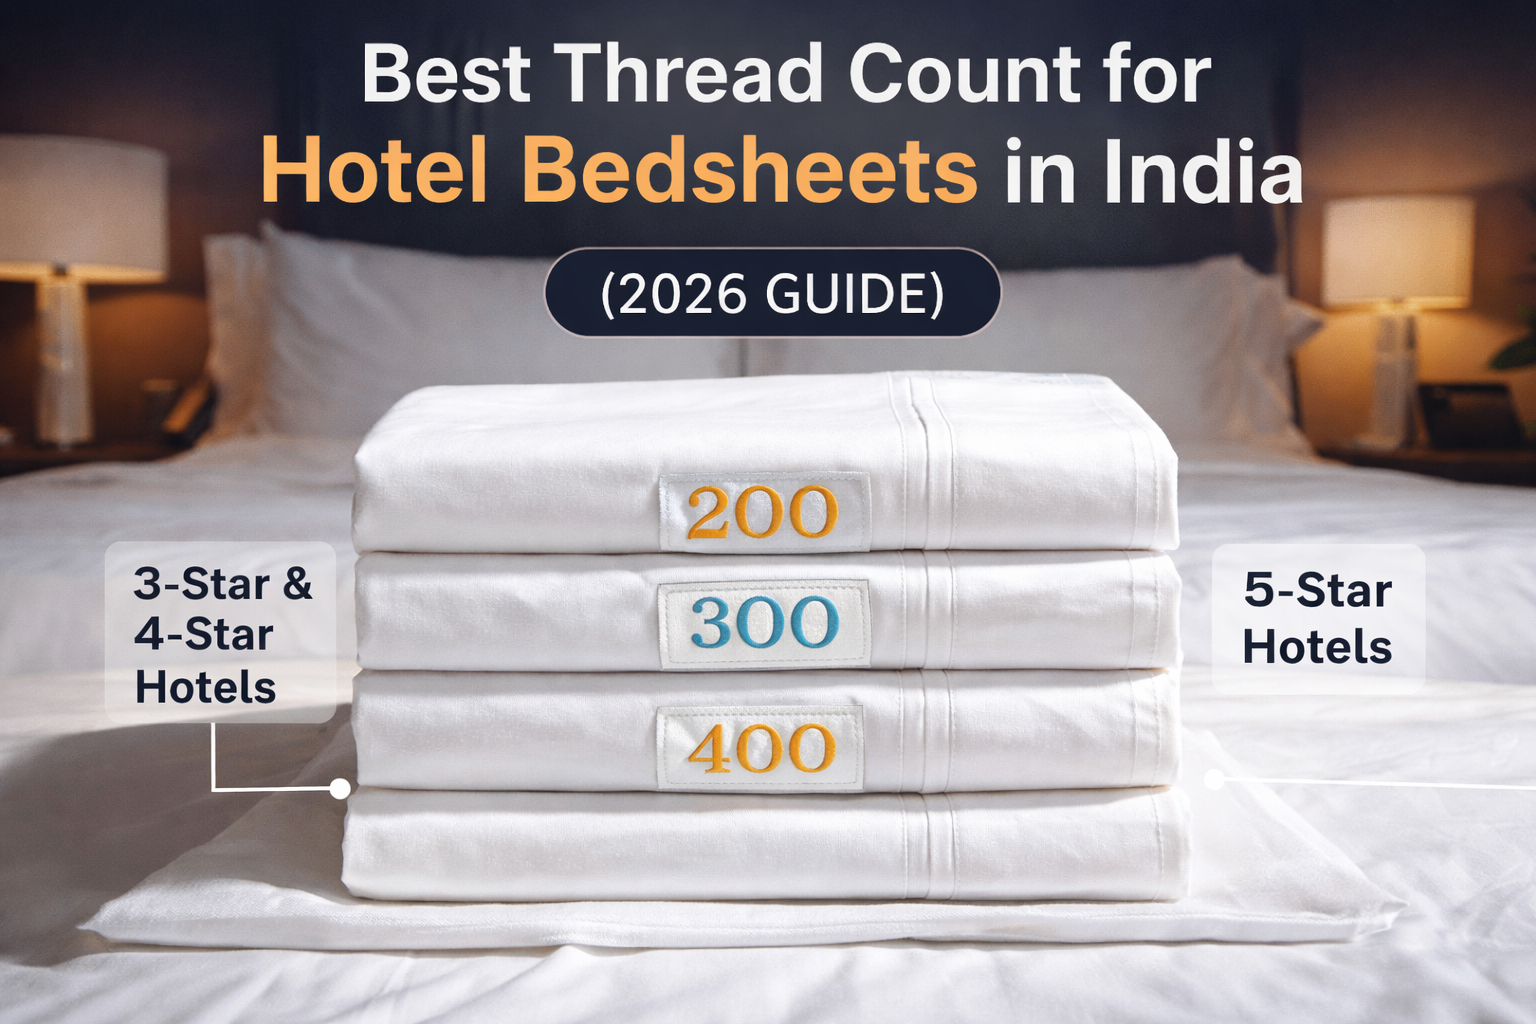 Best Thread Count for
Hotel Bedsheets in India
(2026 GUIDE)
200
300
400
3-Star &
4-Star
Hotels
5-Star
Hotels